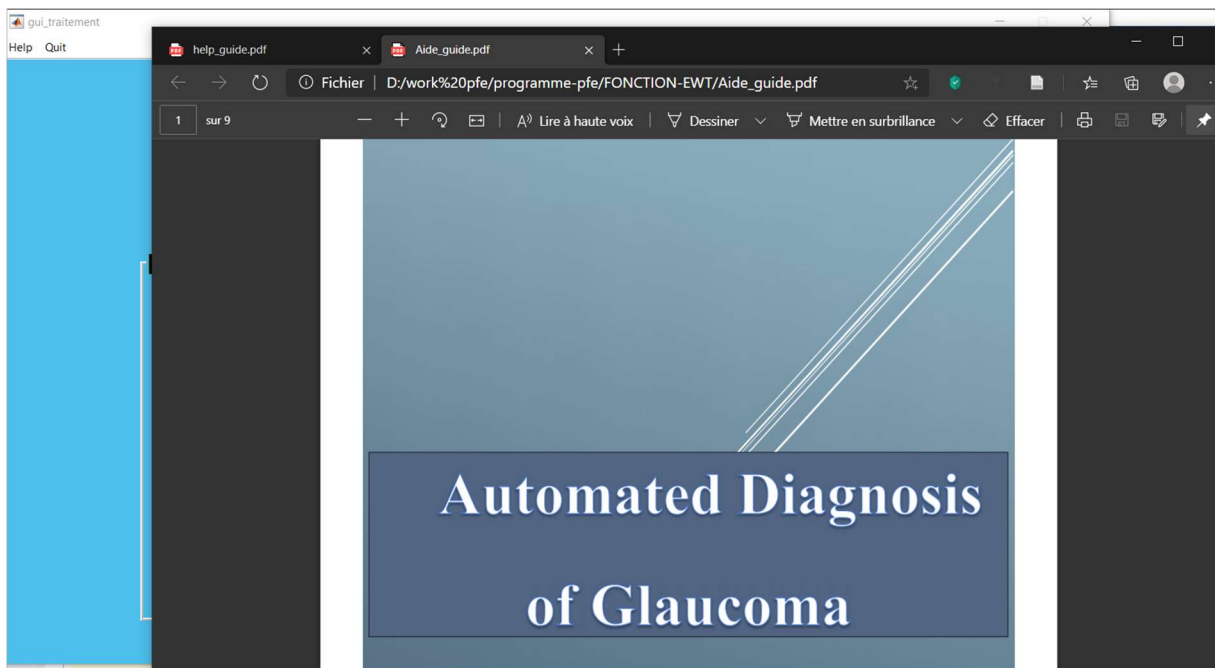 gui_traitement
Help Quit
help_guide.pdf
Aide_guide.pdf
Fichier D:/work%20pfe/programme-pfe/FONCTION-EWT/Aide_guide.pdf
1 sur 9 A Lire à haute voix Dessiner Mettre en surbrillance Effacer
Automated Diagnosis
of Glaucoma